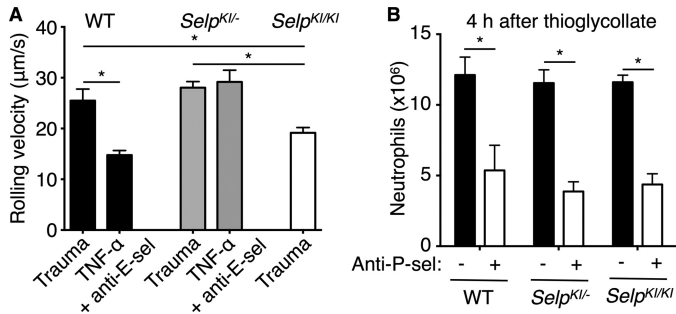 A
WT Selp^KI/- Selp^KI/KI
Rolling velocity (µm/s)
40
30
20
10
0
*
*
*
Trauma
TNF-α
+ anti-E-sel
Trauma
TNF-α
+ anti-E-sel
Trauma
B
4 h after thioglycollate
Neutrophils (x10⁶)
15
10
5
0
* * *
Anti-P-sel: - + - + - +
WT Selp^KI/- Selp^KI/KI